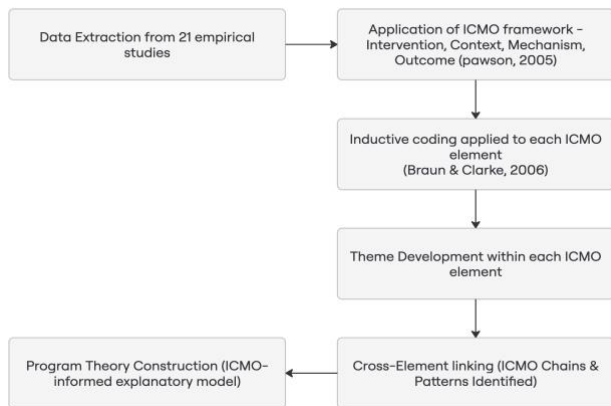 Data Extraction from 21 empirical
studies
Application of ICMO framework -
Intervention, Context, Mechanism,
Outcome (pawson, 2005)
Inductive coding applied to each ICMO
element
(Braun & Clarke, 2006)
Theme Development within each ICMO
element
Cross-Element linking (ICMO Chains &
Patterns Identified)
Program Theory Construction (ICMO-
informed explanatory model)